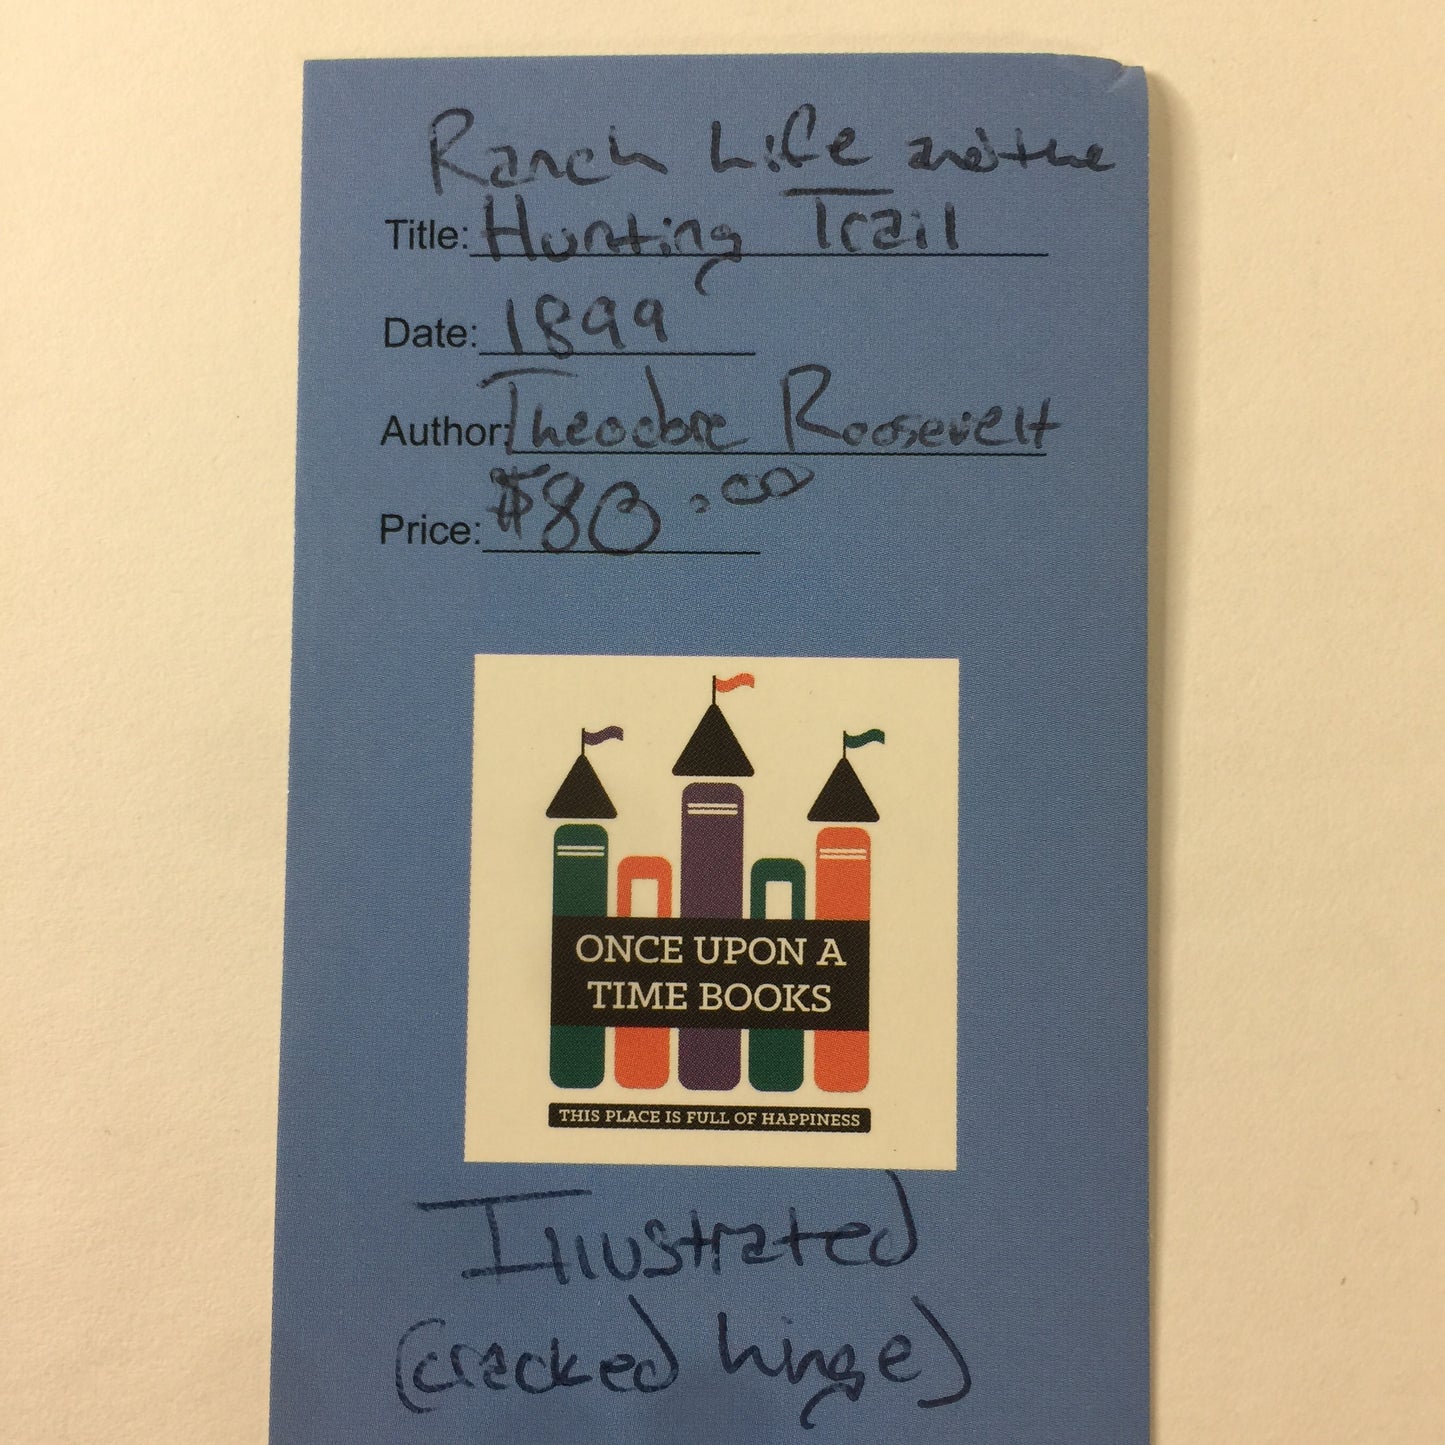 Ranch Life and the
Title: Hunting Trail
Date: 1899
Author: Theodore Roosevelt
Price: $80.00
ONCE UPON A
TIME BOOKS
THIS PLACE IS FULL OF HAPPINESS
Illustrated
(cracked hinge)